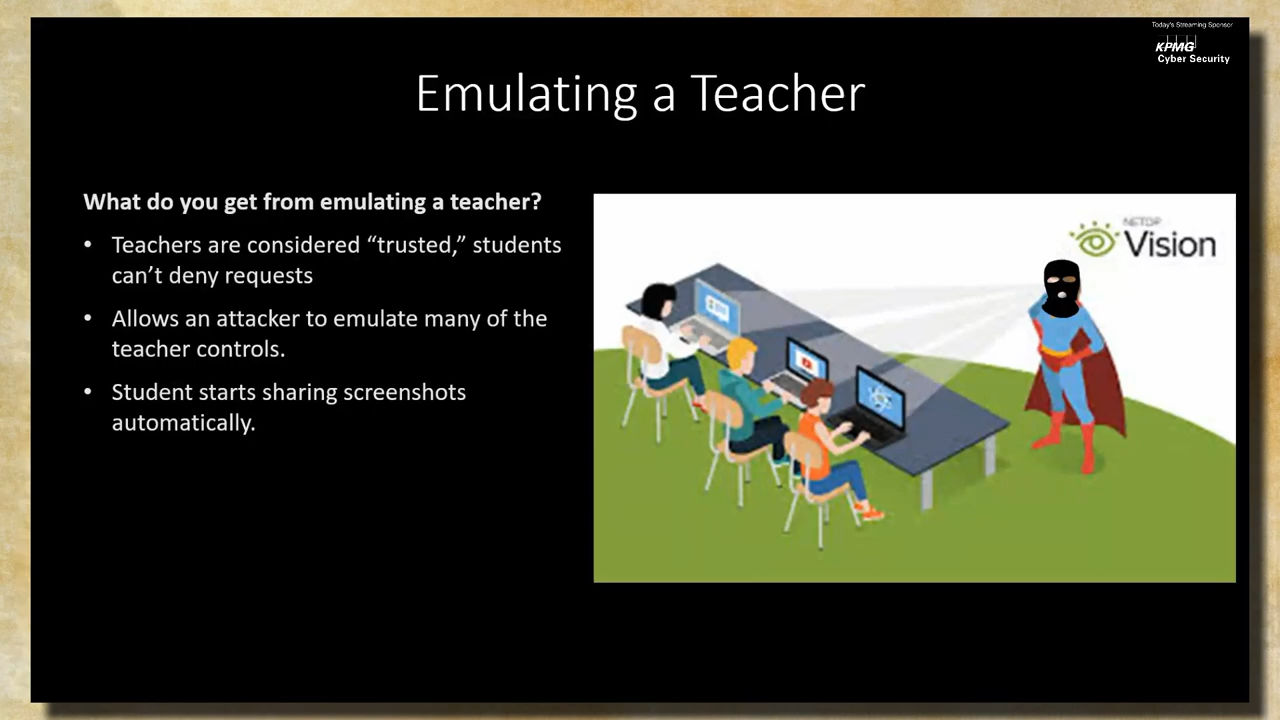 Today's Streaming Sponsor
KPMG
Cyber Security
Emulating a Teacher
What do you get from emulating a teacher?
• Teachers are considered “trusted,” students
can’t deny requests
• Allows an attacker to emulate many of the
teacher controls.
• Student starts sharing screenshots
automatically.
NETOP
Vision